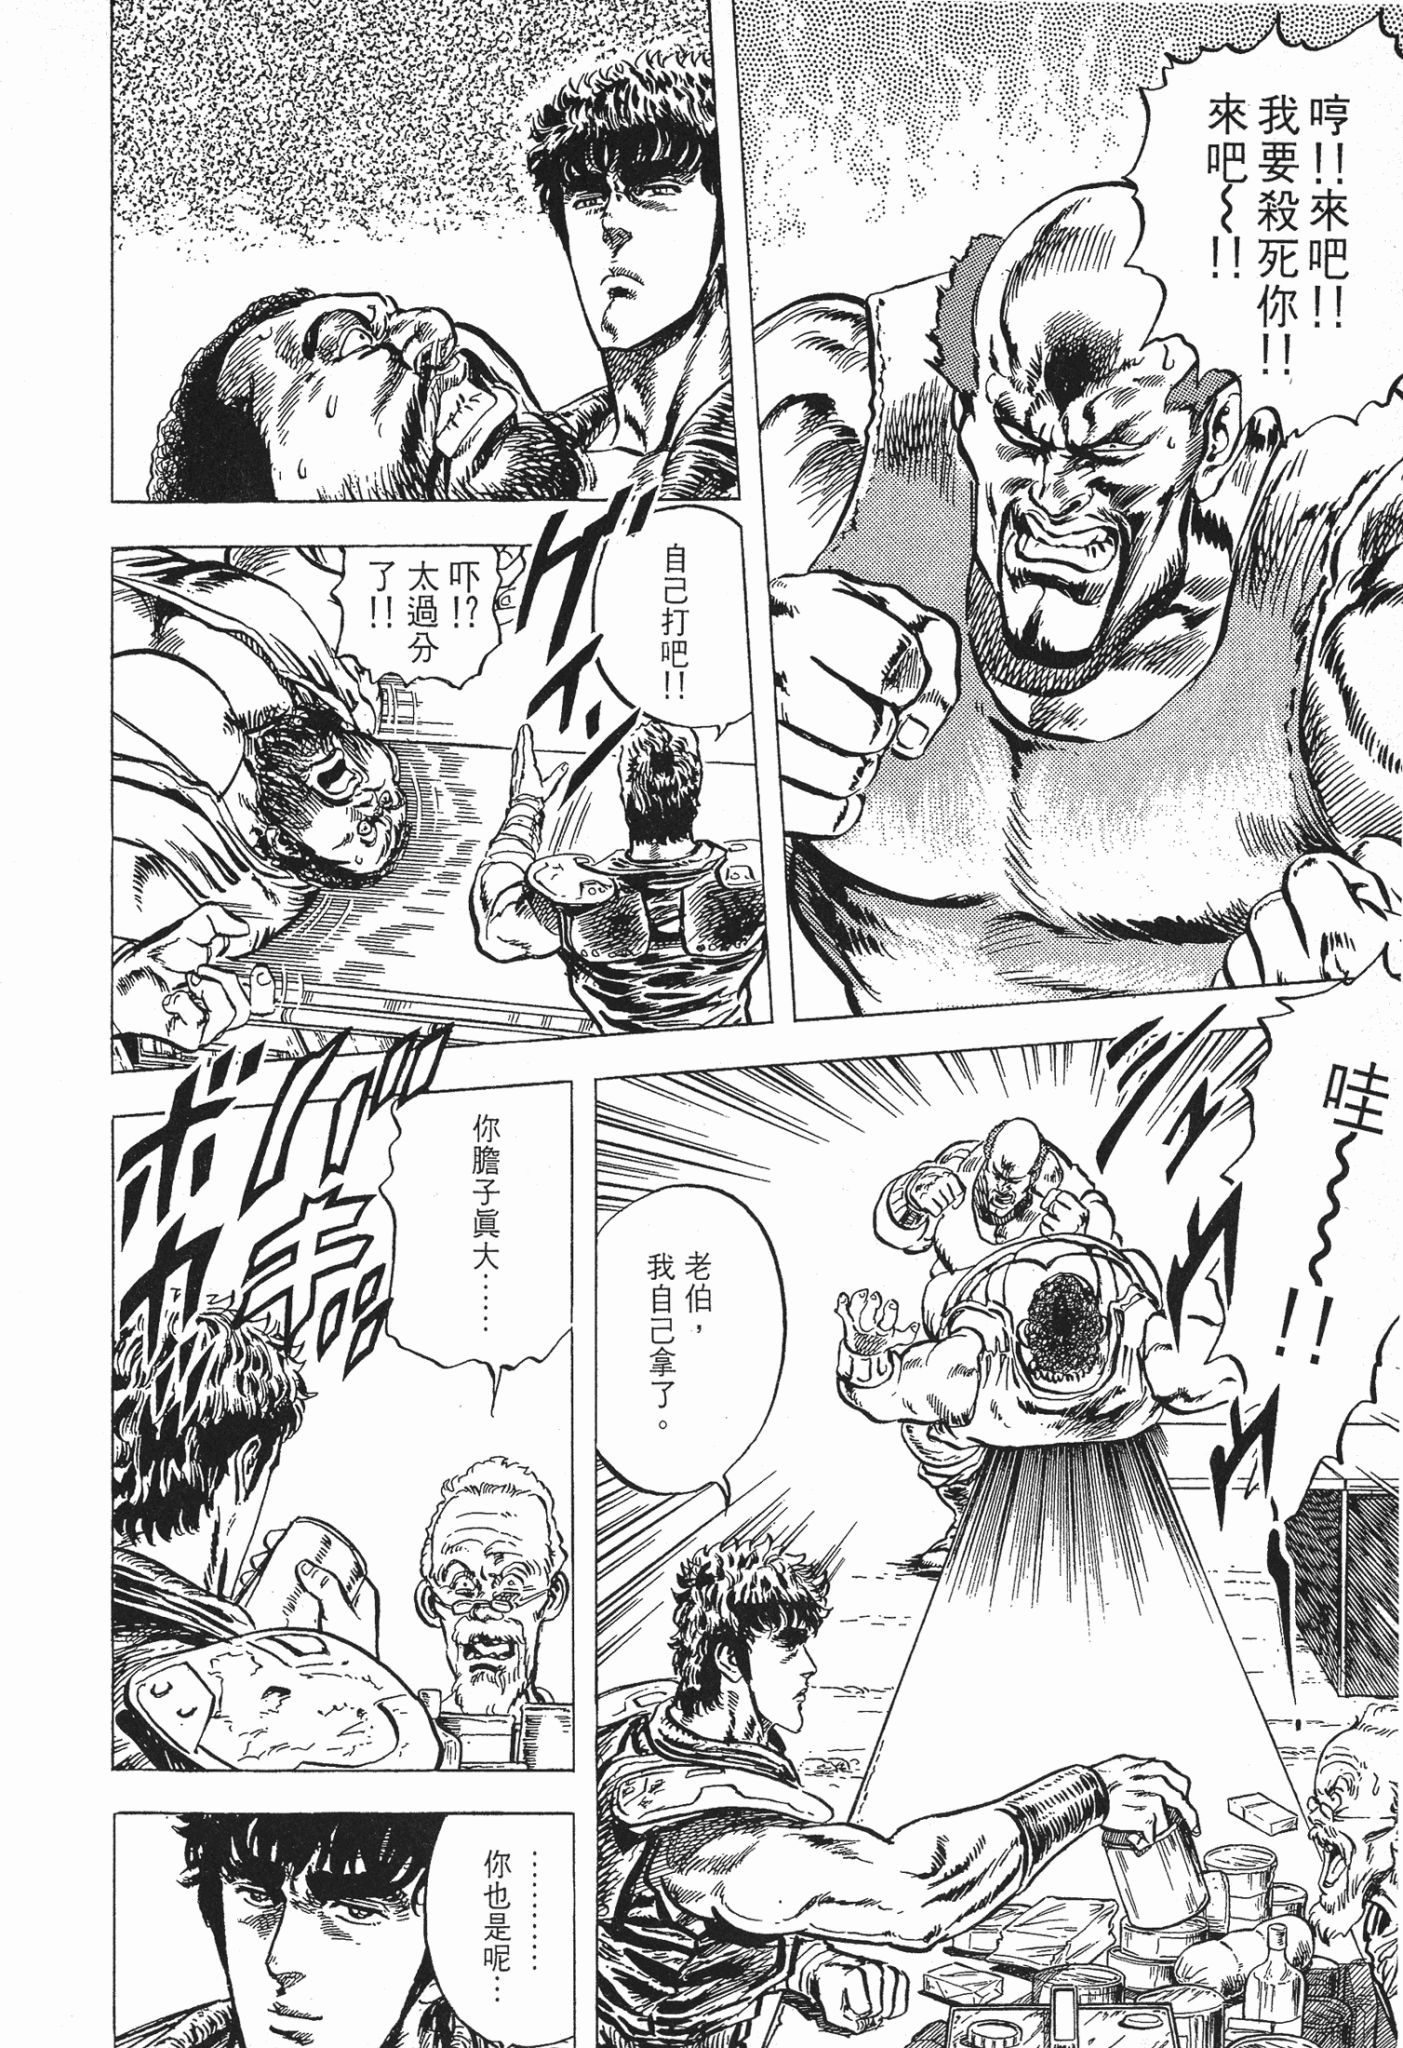 哼!!來吧!!
我要殺死你!!
來吧～!!
自己打吧!!
吓!?
太過分
了!!
哇～～!!
老伯，
我自己拿了。
你膽子眞大……
…………
你也是呢…